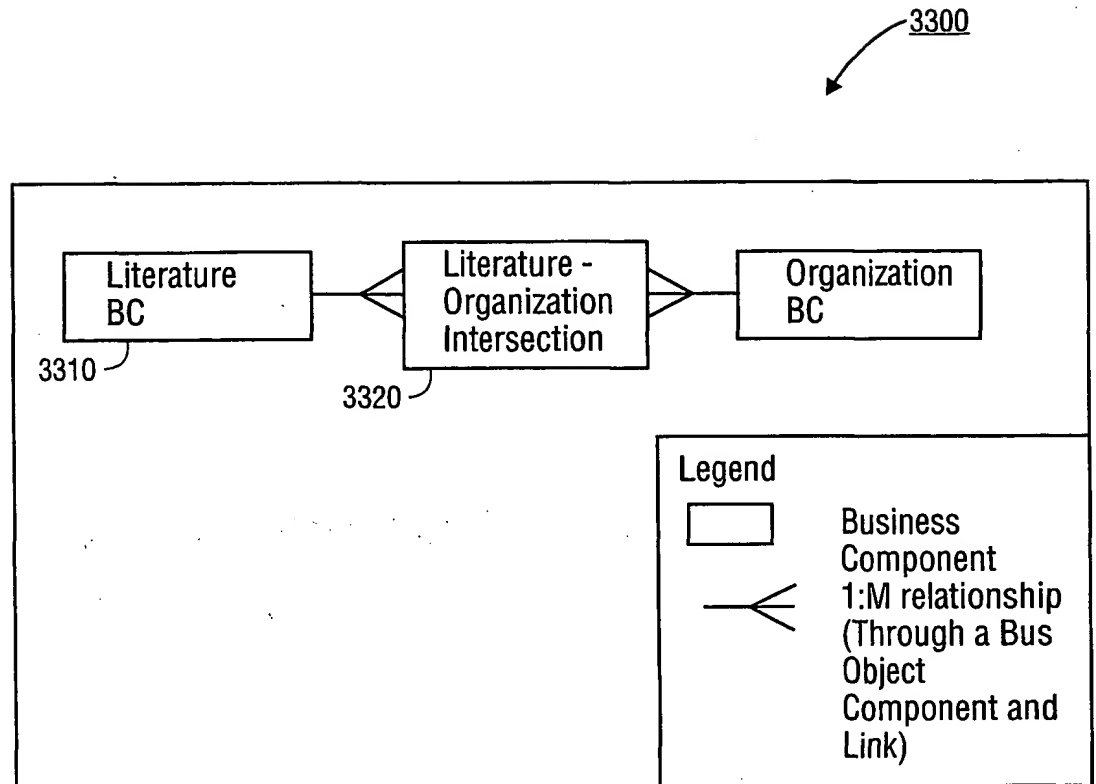 3300
Literature
BC
3310
Literature -
Organization
Intersection
3320
Organization
BC
Legend
Business
Component
1:M relationship
(Through a Bus
Object
Component and
Link)